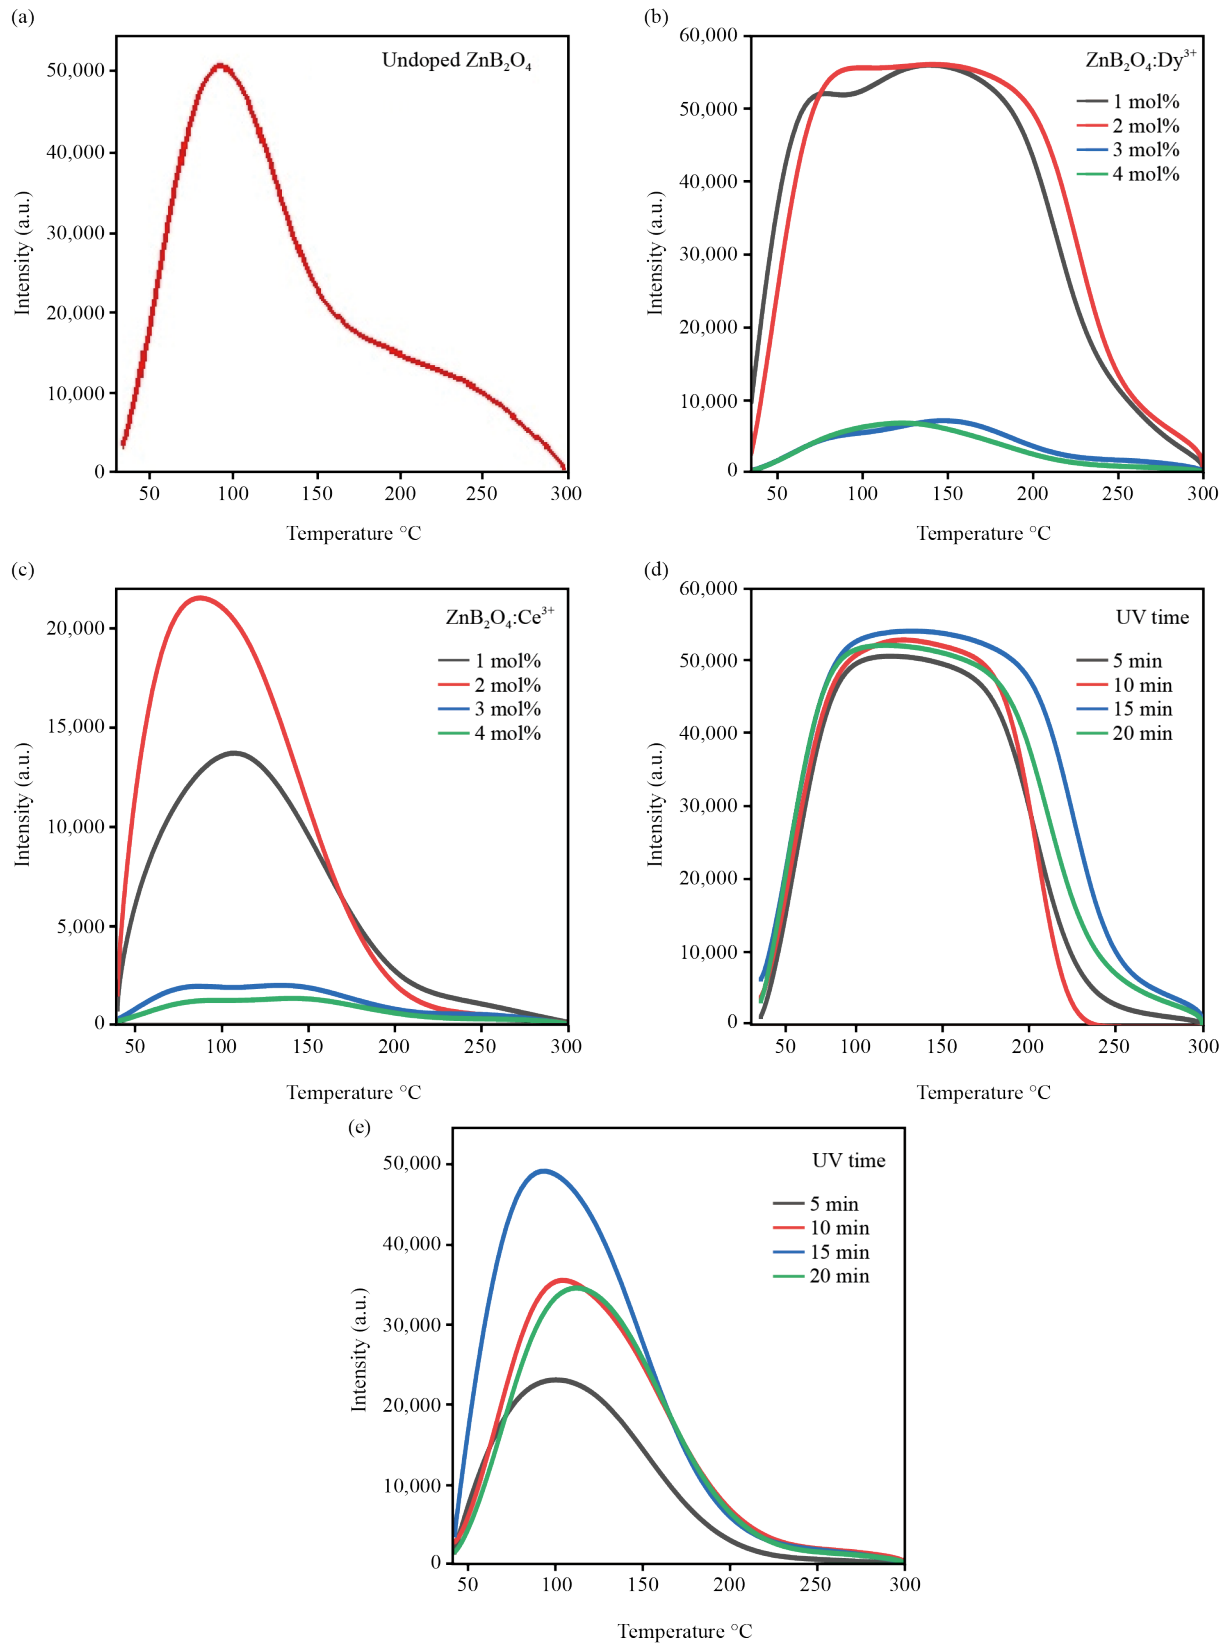 (a)
Undoped ZnB₂O₄
50,000
40,000
30,000
20,000
10,000
0
Intensity (a.u.)
50
100
150
200
250
300
Temperature °C
(b)
ZnB₂O₄:Dy³⁺
1 mol%
2 mol%
3 mol%
4 mol%
60,000
50,000
40,000
30,000
20,000
10,000
0
Intensity (a.u.)
50
100
150
200
250
300
Temperature °C
(c)
ZnB₂O₄:Ce³⁺
1 mol%
2 mol%
3 mol%
4 mol%
20,000
15,000
10,000
5,000
0
Intensity (a.u.)
50
100
150
200
250
300
Temperature °C
(d)
UV time
5 min
10 min
15 min
20 min
60,000
50,000
40,000
30,000
20,000
10,000
0
Intensity (a.u.)
50
100
150
200
250
300
Temperature °C
(e)
UV time
5 min
10 min
15 min
20 min
50,000
40,000
30,000
20,000
10,000
0
Intensity (a.u.)
50
100
150
200
250
300
Temperature °C